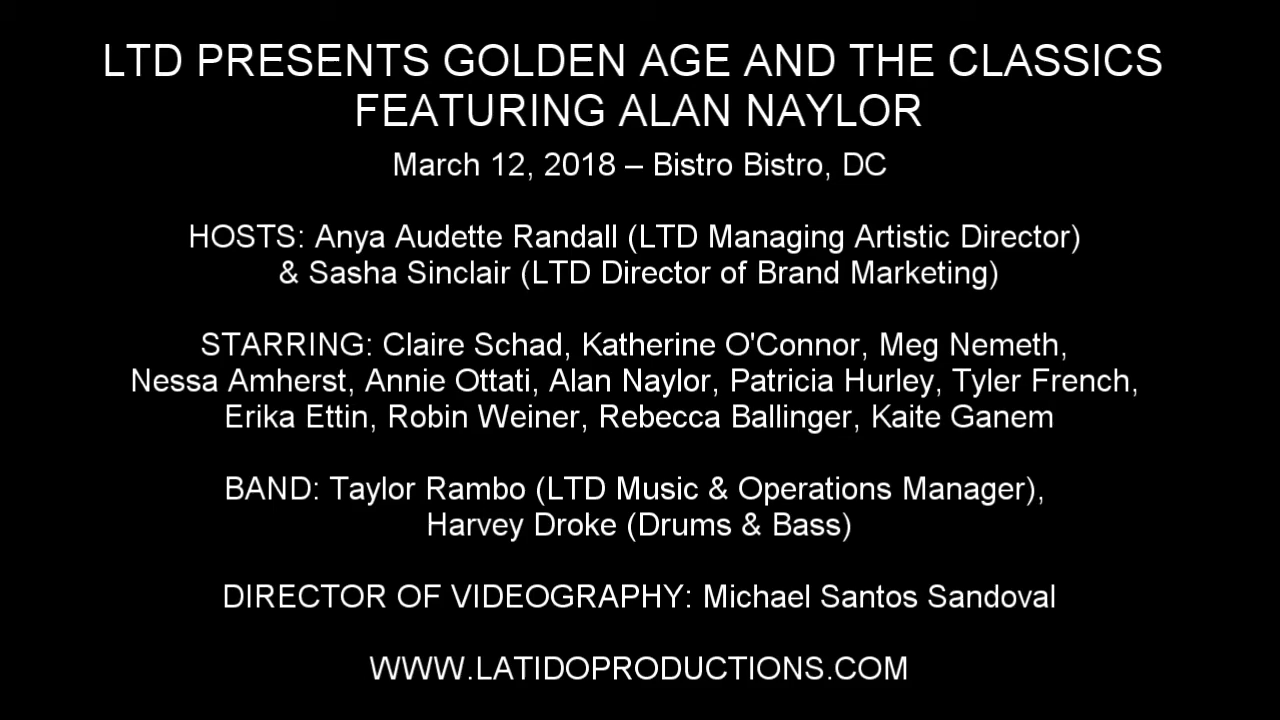 LTD PRESENTS GOLDEN AGE AND THE CLASSICS
FEATURING ALAN NAYLOR
March 12, 2018 – Bistro Bistro, DC
HOSTS: Anya Audette Randall (LTD Managing Artistic Director)
& Sasha Sinclair (LTD Director of Brand Marketing)
STARRING: Claire Schad, Katherine O'Connor, Meg Nemeth,
Nessa Amherst, Annie Ottati, Alan Naylor, Patricia Hurley, Tyler French,
Erika Ettin, Robin Weiner, Rebecca Ballinger, Kaite Ganem
BAND: Taylor Rambo (LTD Music & Operations Manager),
Harvey Droke (Drums & Bass)
DIRECTOR OF VIDEOGRAPHY: Michael Santos Sandoval
WWW.LATIDOPRODUCTIONS.COM